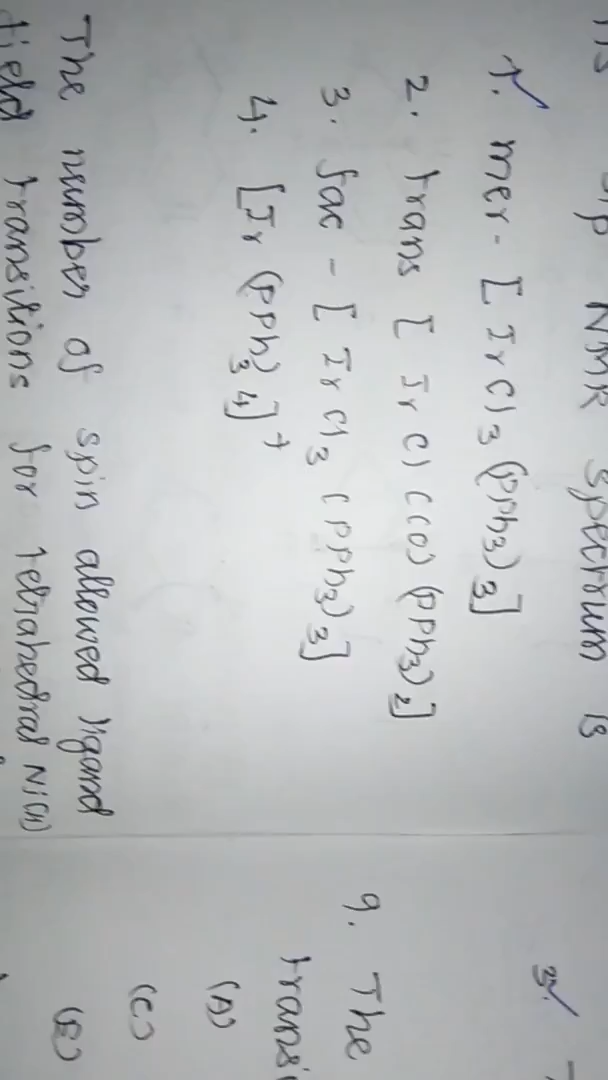 NMR Spectrum is
1. mer - [IrCl3(PPh3)3]
2. trans [IrCl(CO)(PPh3)2]
3. fac - [IrCl3(PPh3)3]
4. [Ir(PPh3)4]+
The number of spin allowed ligand
field transitions for tetrahedral Ni(II)
3.
9. The
transi
(A)
(C)
(E)